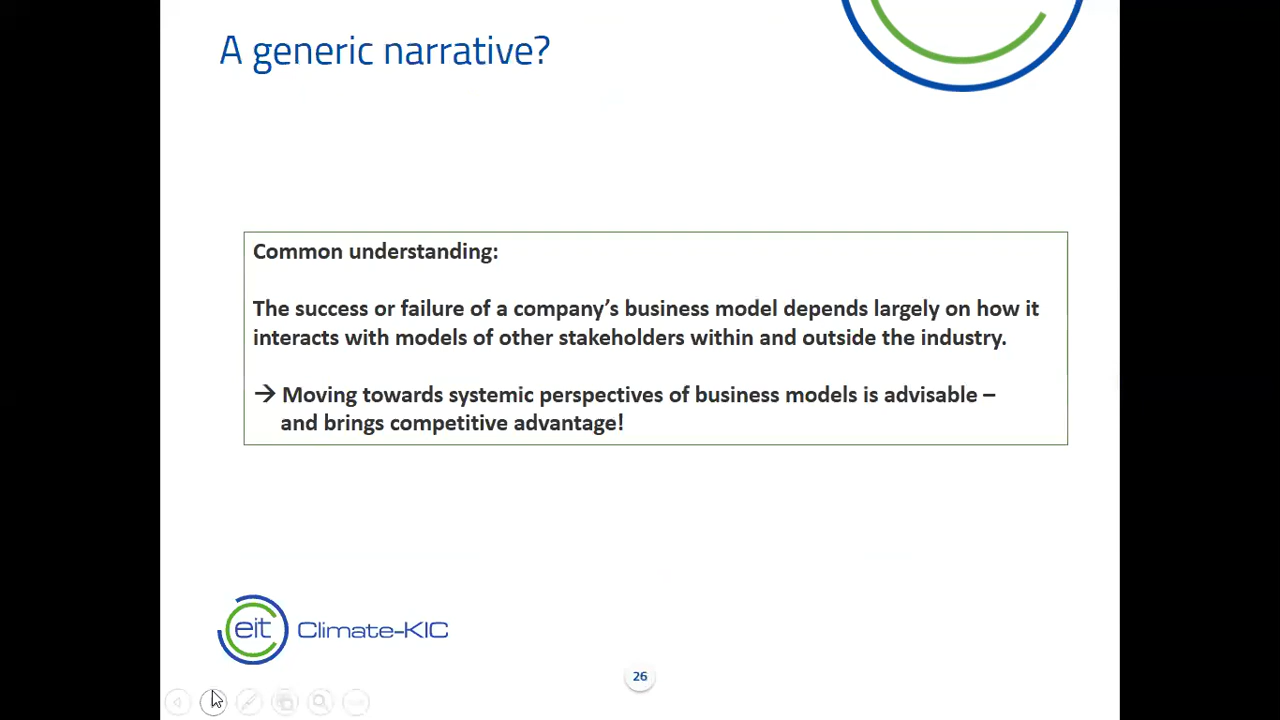 A generic narrative?
Common understanding:
The success or failure of a company’s business model depends largely on how it
interacts with models of other stakeholders within and outside the industry.
→ Moving towards systemic perspectives of business models is advisable –
and brings competitive advantage!
eit Climate-KIC
26